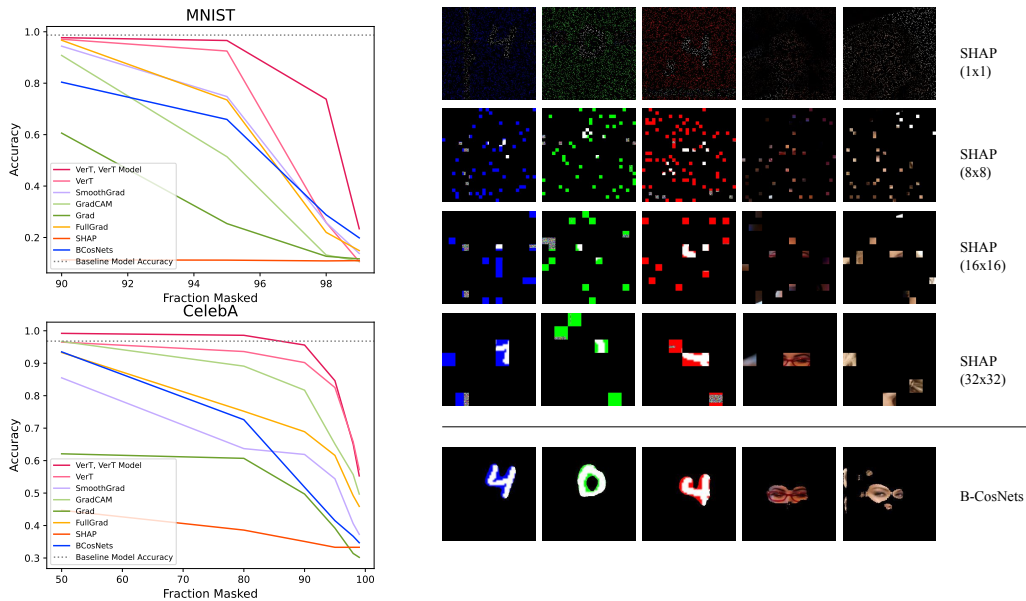 MNIST
1.0
0.8
0.6
0.4
0.2
Accuracy
VerT, VerT Model
VerT
SmoothGrad
GradCAM
Grad
FullGrad
SHAP
BCosNets
Baseline Model Accuracy
90
92
94
96
98
Fraction Masked
CelebA
1.0
0.9
0.8
0.7
0.6
0.5
0.4
0.3
Accuracy
VerT, VerT Model
VerT
SmoothGrad
GradCAM
Grad
FullGrad
SHAP
BCosNets
Baseline Model Accuracy
50
60
70
80
90
100
Fraction Masked
SHAP
(1x1)
SHAP
(8x8)
SHAP
(16x16)
SHAP
(32x32)
B-CosNets